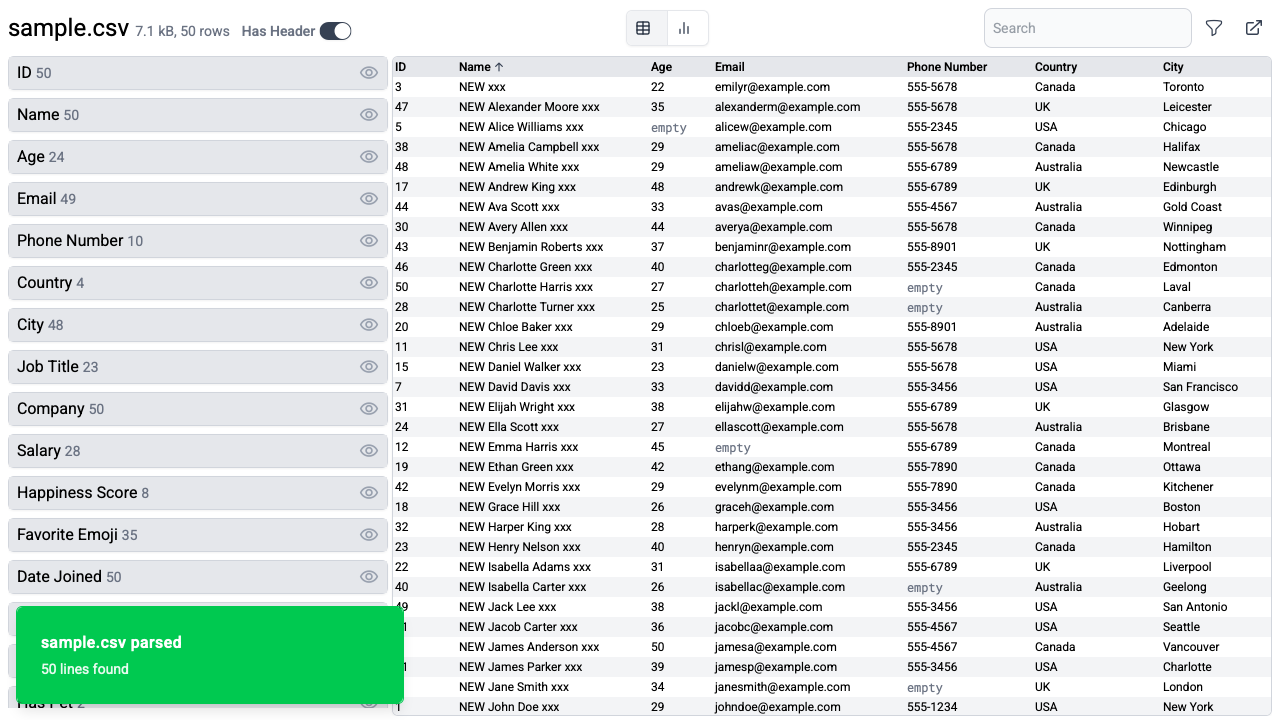 sample.csv 7.1 kB, 50 rows Has Header
Search
ID 50
Name 50
Age 24
Email 49
Phone Number 10
Country 4
City 48
Job Title 23
Company 50
Salary 28
Happiness Score 8
Favorite Emoji 35
Date Joined 50
Has Pet 2
sample.csv parsed
50 lines found
ID Name ↑ Age Email Phone Number Country City
3 NEW xxx 22 emilyr@example.com 555-5678 Canada Toronto
47 NEW Alexander Moore xxx 35 alexanderm@example.com 555-5678 UK Leicester
5 NEW Alice Williams xxx empty alicew@example.com 555-2345 USA Chicago
38 NEW Amelia Campbell xxx 29 ameliac@example.com 555-5678 Canada Halifax
48 NEW Amelia White xxx 29 ameliaw@example.com 555-6789 Australia Newcastle
17 NEW Andrew King xxx 48 andrewk@example.com 555-6789 UK Edinburgh
44 NEW Ava Scott xxx 33 avas@example.com 555-4567 Australia Gold Coast
30 NEW Avery Allen xxx 44 averya@example.com 555-5678 Canada Winnipeg
43 NEW Benjamin Roberts xxx 37 benjaminr@example.com 555-8901 UK Nottingham
46 NEW Charlotte Green xxx 40 charlotteg@example.com 555-2345 Canada Edmonton
50 NEW Charlotte Harris xxx 27 charlotteh@example.com empty Canada Laval
28 NEW Charlotte Turner xxx 25 charlottet@example.com empty Australia Canberra
20 NEW Chloe Baker xxx 29 chloeb@example.com 555-8901 Australia Adelaide
11 NEW Chris Lee xxx 31 chrisl@example.com 555-5678 USA New York
15 NEW Daniel Walker xxx 23 danielw@example.com 555-5678 USA Miami
7 NEW David Davis xxx 33 davidd@example.com 555-3456 USA San Francisco
31 NEW Elijah Wright xxx 38 elijahw@example.com 555-6789 UK Glasgow
24 NEW Ella Scott xxx 27 ellascott@example.com 555-5678 Australia Brisbane
12 NEW Emma Harris xxx 45 empty 555-6789 Canada Montreal
19 NEW Ethan Green xxx 42 ethang@example.com 555-7890 Canada Ottawa
42 NEW Evelyn Morris xxx 29 evelynm@example.com 555-7890 Canada Kitchener
18 NEW Grace Hill xxx 26 graceh@example.com 555-3456 USA Boston
32 NEW Harper King xxx 28 harperk@example.com 555-3456 Australia Hobart
23 NEW Henry Nelson xxx 40 henryn@example.com 555-2345 Canada Hamilton
22 NEW Isabella Adams xxx 31 isabellaa@example.com 555-6789 UK Liverpool
40 NEW Isabella Carter xxx 26 isabellac@example.com empty Australia Geelong
49 NEW Jack Lee xxx 38 jackl@example.com 555-3456 USA San Antonio
NEW Jacob Carter xxx 36 jacobc@example.com 555-4567 USA Seattle
NEW James Anderson xxx 50 jamesa@example.com 555-4567 Canada Vancouver
NEW James Parker xxx 39 jamesp@example.com 555-3456 USA Charlotte
NEW Jane Smith xxx 34 janesmith@example.com empty UK London
1 NEW John Doe xxx 29 johndoe@example.com 555-1234 USA New York